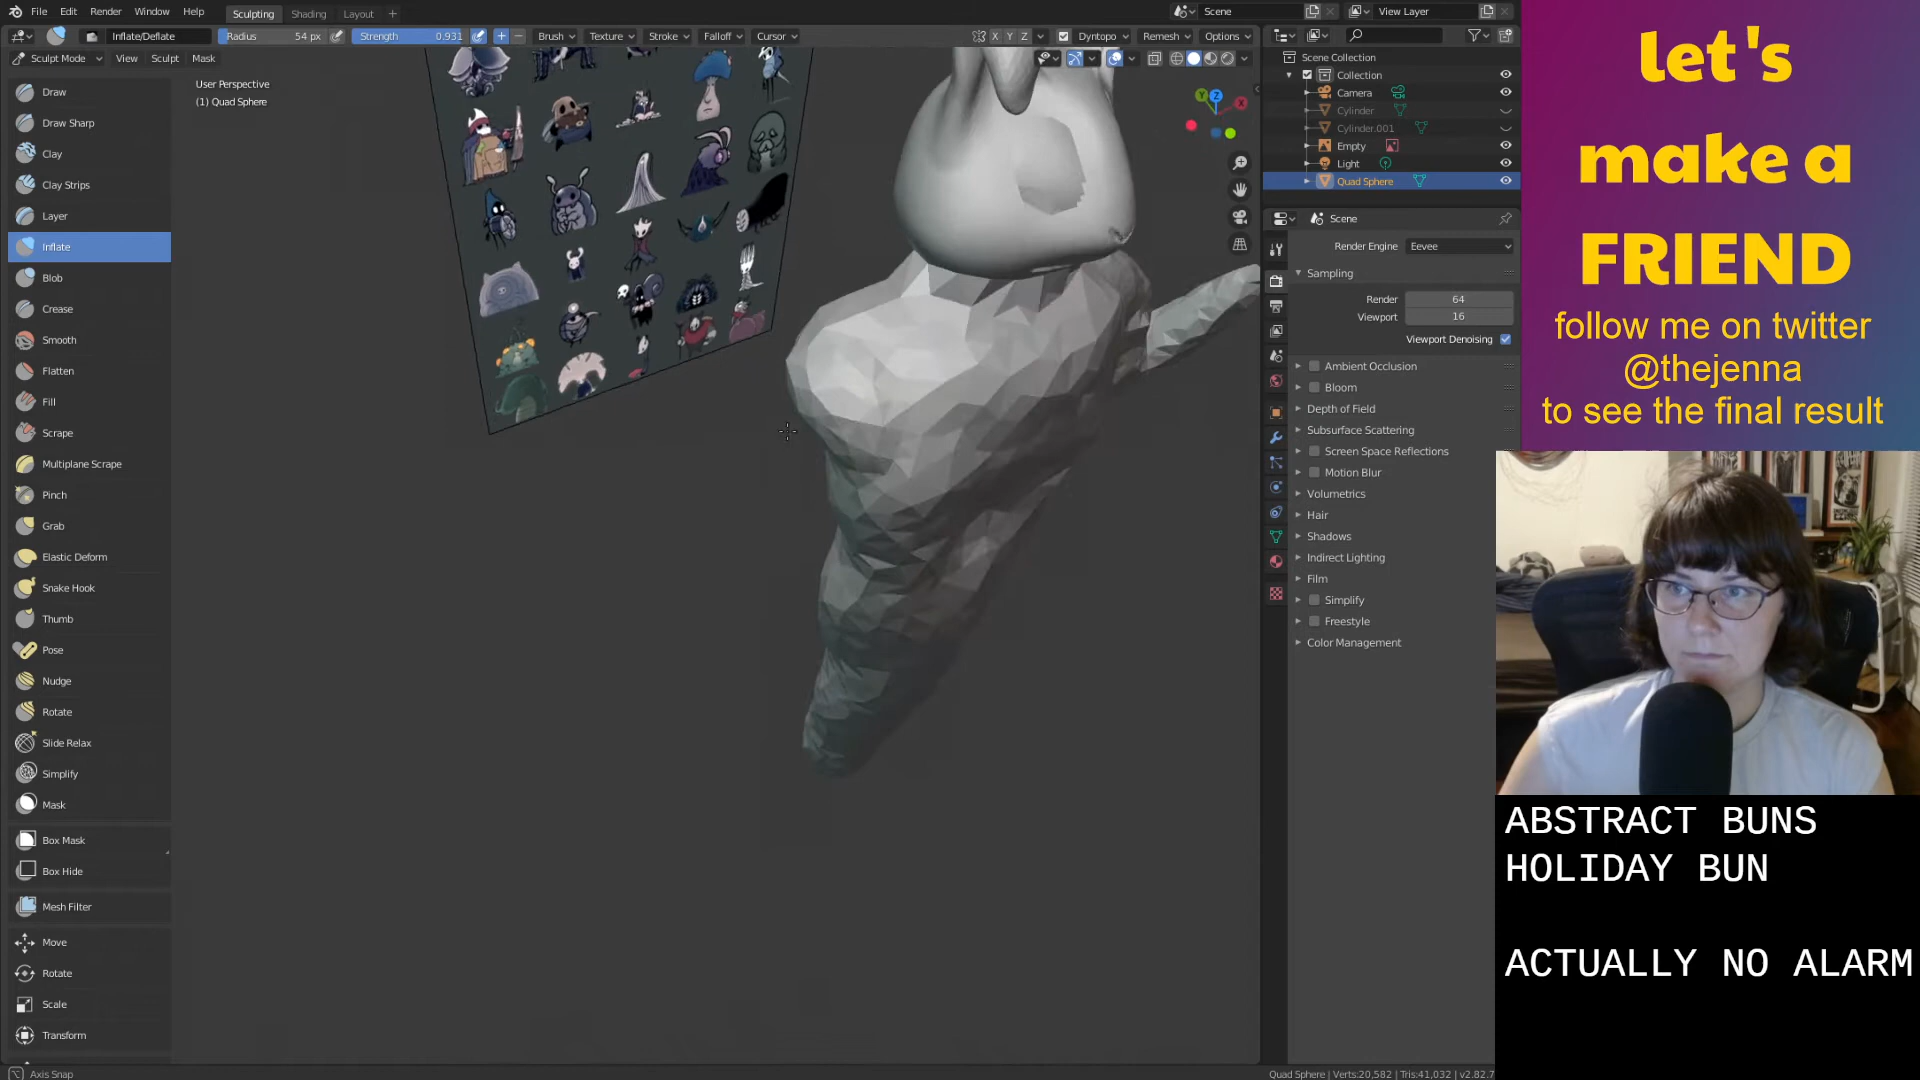 File Edit Render Window Help
Sculpting Shading Layout +
Scene
View Layer
Inflate/Deflate
Radius 54 px
Strength 0.931
+ −
Brush Texture Stroke Falloff Cursor
X Y Z
Dyntopo Remesh Options
Sculpt Mode View Sculpt Mask
User Perspective
(1) Quad Sphere
Draw
Draw Sharp
Clay
Clay Strips
Layer
Inflate
Blob
Crease
Smooth
Flatten
Fill
Scrape
Multiplane Scrape
Pinch
Grab
Elastic Deform
Snake Hook
Thumb
Pose
Nudge
Rotate
Slide Relax
Simplify
Mask
Box Mask
Box Hide
Mesh Filter
Move
Rotate
Scale
Transform
Axis Snap
Y Z X
Scene Collection
Collection
Camera
Cylinder
Cylinder.001
Empty
Light
Quad Sphere
Scene
Render Engine Eevee
Sampling
Render 64
Viewport 16
Viewport Denoising
Ambient Occlusion
Bloom
Depth of Field
Subsurface Scattering
Screen Space Reflections
Motion Blur
Volumetrics
Hair
Shadows
Indirect Lighting
Film
Simplify
Freestyle
Color Management
Quad Sphere | Verts:20,582 | Tris:41,032 | v2.82.7
let's
make a
FRIEND
follow me on twitter
@thejenna
to see the final result
ABSTRACT BUNS
HOLIDAY BUN
ACTUALLY NO ALARM